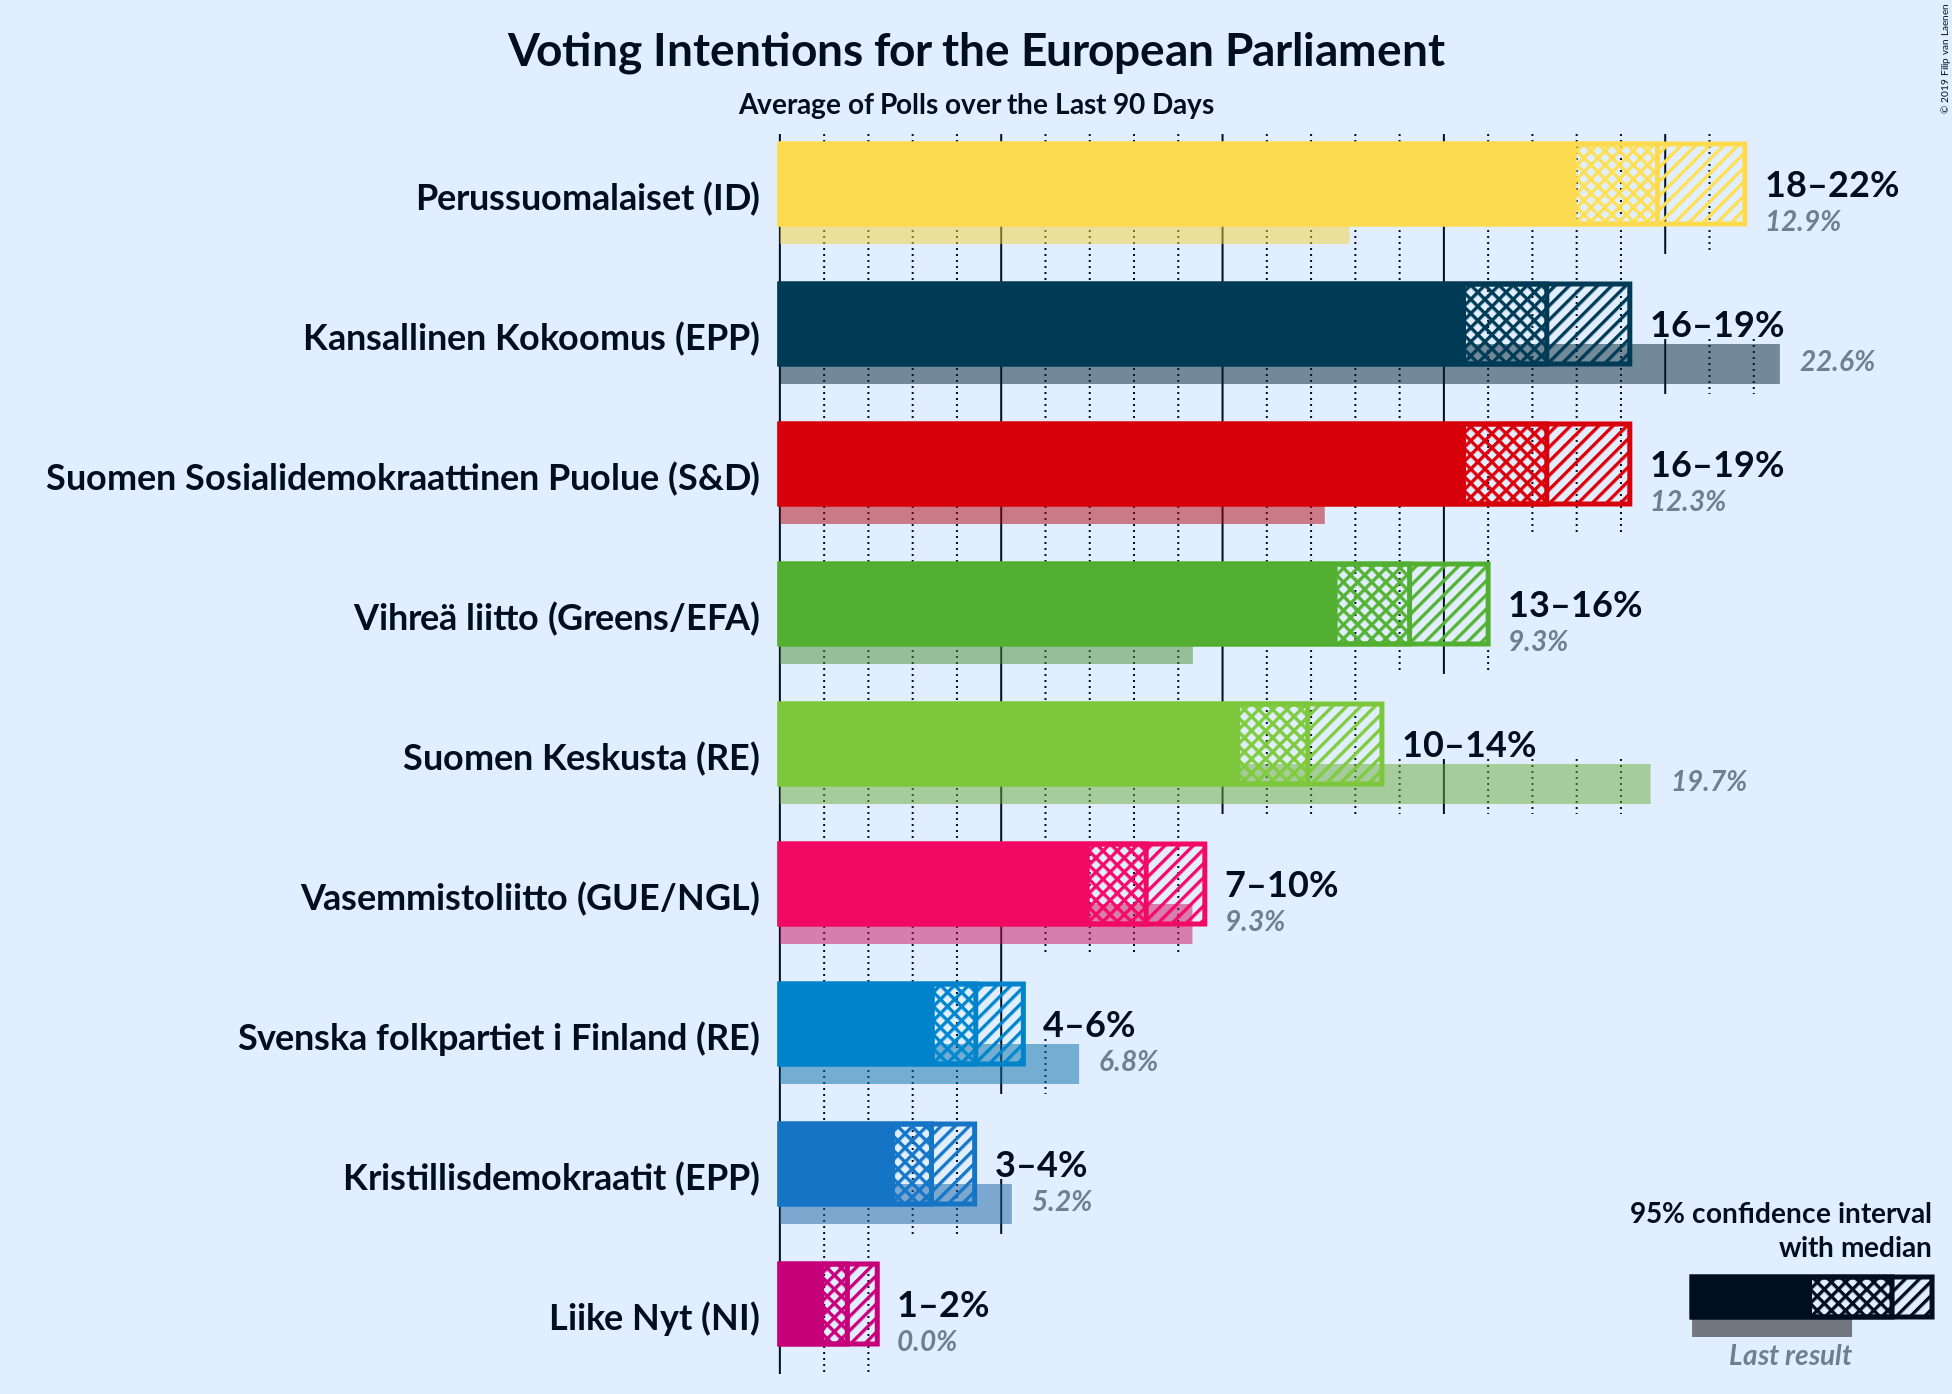 Voting Intentions for the European Parliament
Average of Polls over the Last 90 Days
© 2019 Filip van Laenen
Perussuomalaiset (ID)
18–22%
12.9%
Kansallinen Kokoomus (EPP)
16–19%
22.6%
Suomen Sosialidemokraattinen Puolue (S&D)
16–19%
12.3%
Vihreä liitto (Greens/EFA)
13–16%
9.3%
Suomen Keskusta (RE)
10–14%
19.7%
Vasemmistoliitto (GUE/NGL)
7–10%
9.3%
Svenska folkpartiet i Finland (RE)
4–6%
6.8%
Kristillisdemokraatit (EPP)
3–4%
5.2%
Liike Nyt (NI)
1–2%
0.0%
95% confidence interval
with median
Last result